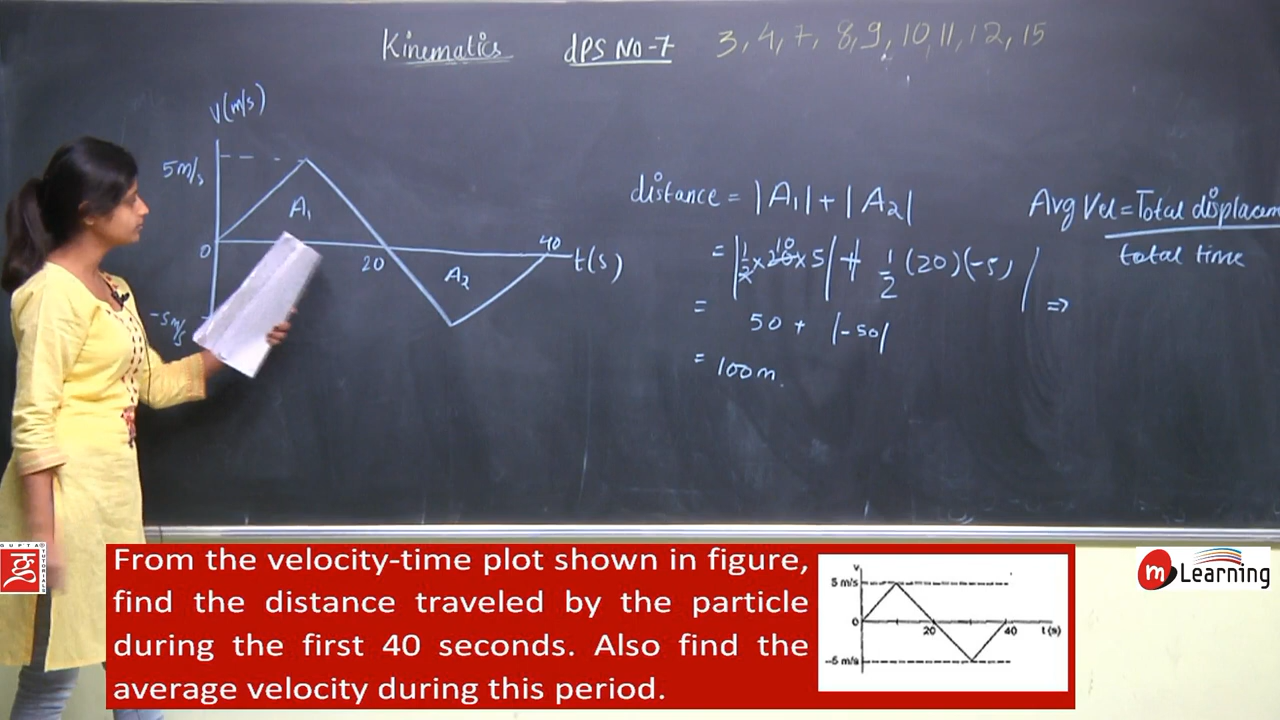 Kinematics dPS No-7 3, 4, 7, 8, 9, 10, 11, 12, 15
V(m/s)
5m/s
A₁
0
20
40
t(s)
A₂
-5m/s
distance = |A₁| + |A₂|
= |1/2 × 20 10 × 5| + 1/2 (20)(-5) |
= 50 + |-50|
= 100m.
Avg Vel = Total displacem
total time
⇒
GUPTA
TUTORIALS
From the velocity-time plot shown in figure,
find the distance traveled by the particle
during the first 40 seconds. Also find the
average velocity during this period.
v
5 m/s
0
20
40
t(s)
-5 m/s
m Learning